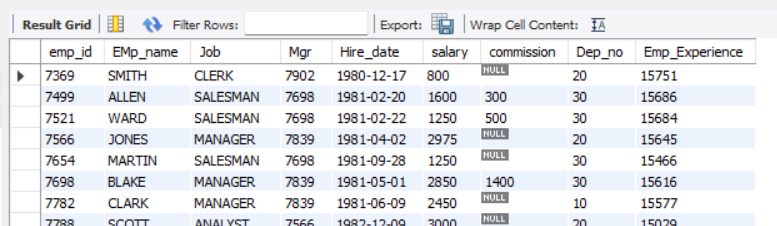 Result Grid Filter Rows: Export: Wrap Cell Content: IA
emp_id EMp_name Job Mgr Hire_date salary commission Dep_no Emp_Experience
7369 SMITH CLERK 7902 1980-12-17 800 NULL 20 15751
7499 ALLEN SALESMAN 7698 1981-02-20 1600 300 30 15686
7521 WARD SALESMAN 7698 1981-02-22 1250 500 30 15684
7566 JONES MANAGER 7839 1981-04-02 2975 NULL 20 15645
7654 MARTIN SALESMAN 7698 1981-09-28 1250 NULL 30 15466
7698 BLAKE MANAGER 7839 1981-05-01 2850 1400 30 15616
7782 CLARK MANAGER 7839 1981-06-09 2450 NULL 10 15577
7788 SCOTT ANALYST 7566 1982-12-09 3000 NULL 20 15029